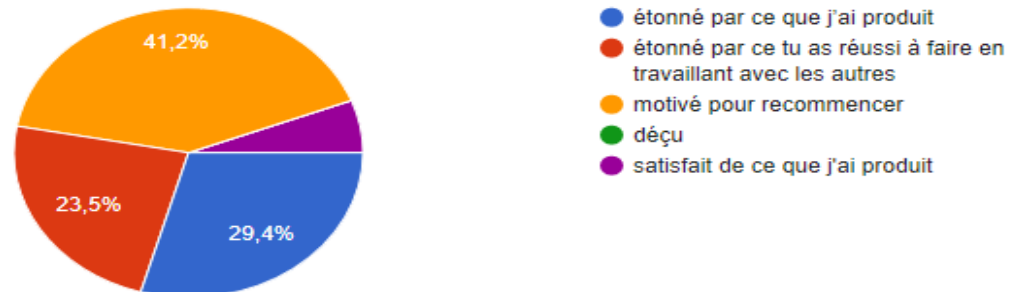 41,2%
23,5%
29,4%
étonné par ce que j'ai produit
étonné par ce tu as réussi à faire en
travaillant avec les autres
motivé pour recommencer
déçu
satisfait de ce que j'ai produit